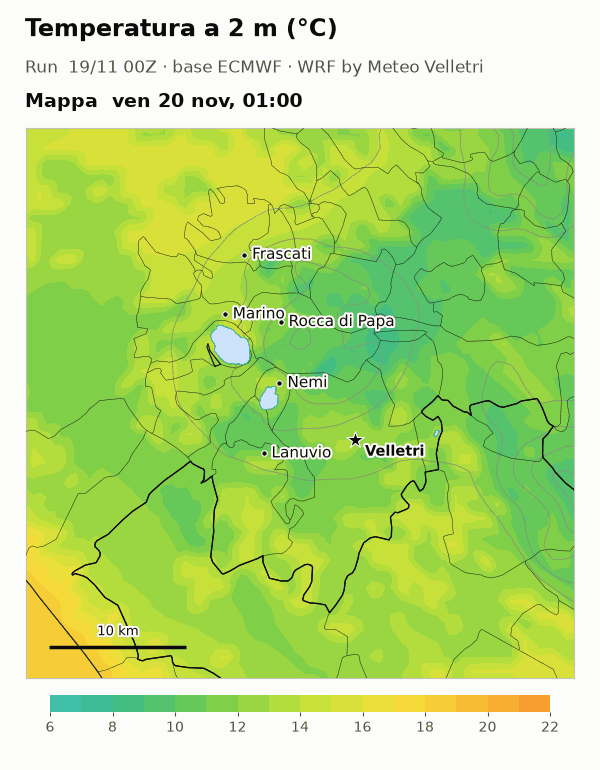 Temperatura a 2 m (°C)
Run  19/11 00Z · base ECMWF · WRF by Meteo Velletri
Mappa  ven 20 nov, 01:00
Frascati
Marino
Rocca di Papa
Nemi
Velletri
Lanuvio
10 km
6 8 10 12 14 16 18 20 22